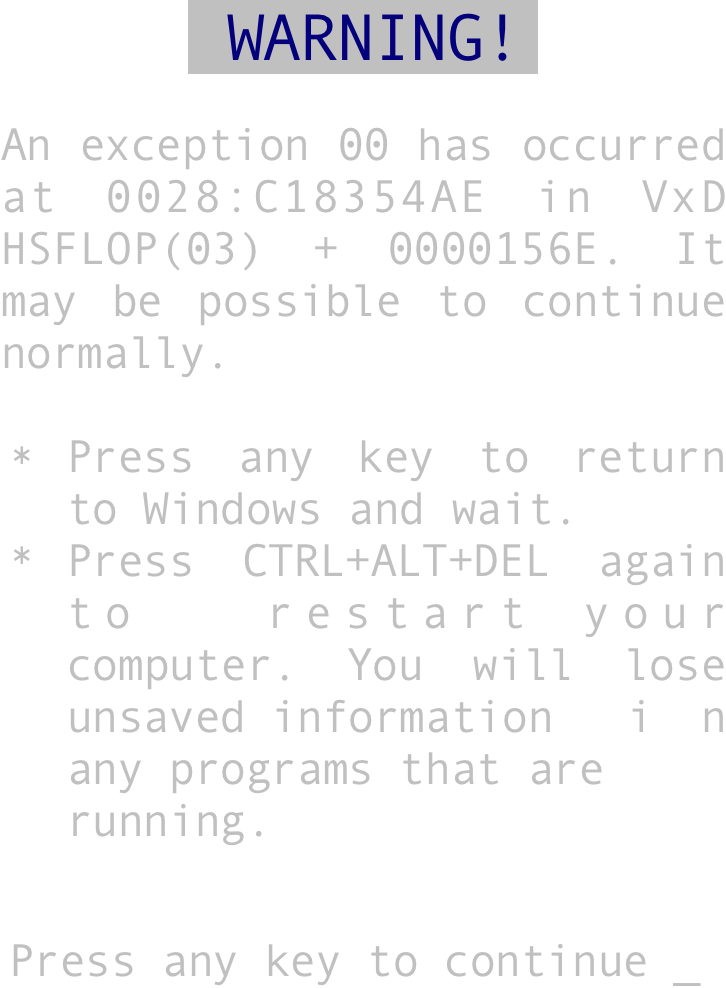 WARNING!
An exception 00 has occurred
at 0028:C18354AE in VxD
HSFLOP(03) + 0000156E. It
may be possible to continue
normally.
* Press any key to return
to Windows and wait.
* Press CTRL+ALT+DEL again
to restart your
computer. You will lose
unsaved information in
any programs that are
running.
Press any key to continue _